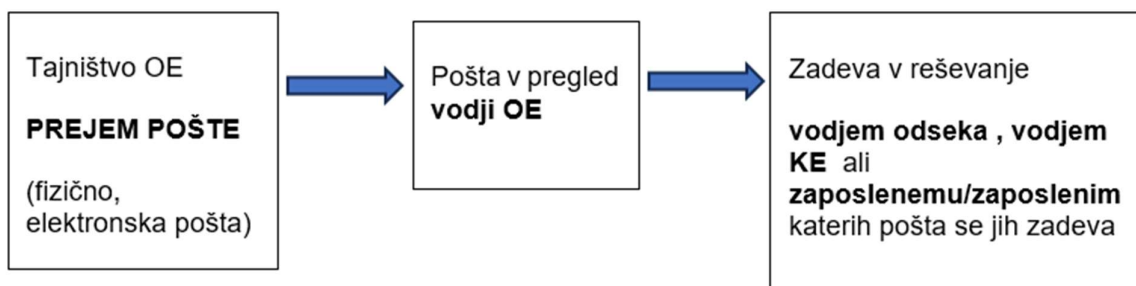 Tajništvo OE
PREJEM POŠTE
(fizično,
elektronska pošta)
Pošta v pregled
vodji OE
Zadeva v reševanje
vodjem odseka , vodjem
KE ali
zaposlenemu/zaposlenim
katerih pošta se jih zadeva